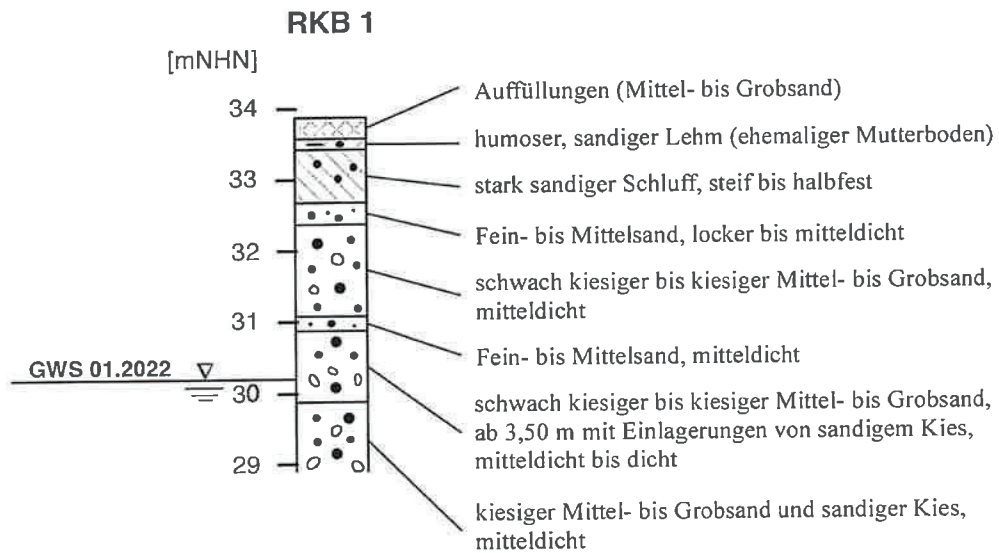 RKB 1
[mNHN]
34
33
32
31
30
29
GWS 01.2022
Auffüllungen (Mittel- bis Grobsand)
humoser, sandiger Lehm (ehemaliger Mutterboden)
stark sandiger Schluff, steif bis halbfest
Fein- bis Mittelsand, locker bis mitteldicht
schwach kiesiger bis kiesiger Mittel- bis Grobsand,
mitteldicht
Fein- bis Mittelsand, mitteldicht
schwach kiesiger bis kiesiger Mittel- bis Grobsand,
ab 3,50 m mit Einlagerungen von sandigem Kies,
mitteldicht bis dicht
kiesiger Mittel- bis Grobsand und sandiger Kies,
mitteldicht